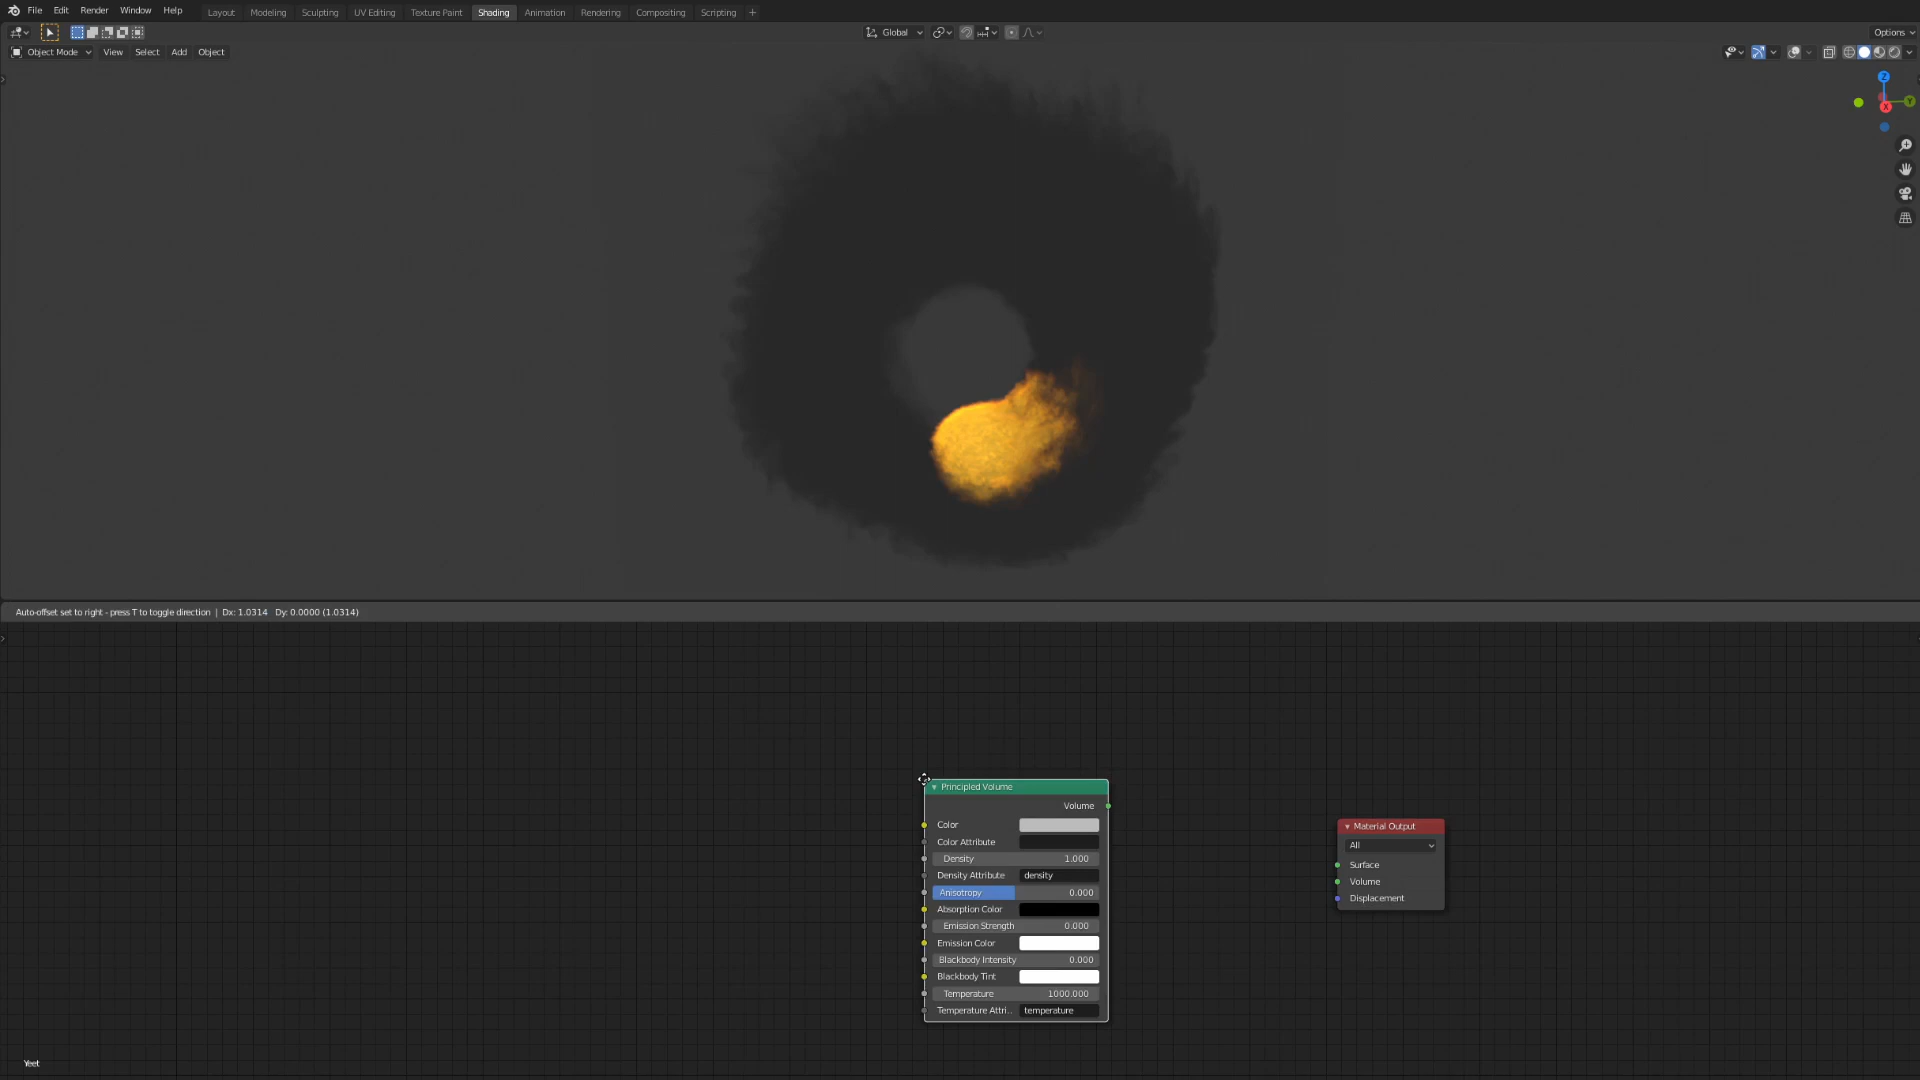 File Edit Render Window Help Layout Modeling Sculpting UV Editing Texture Paint Shading Animation Rendering Compositing Scripting +
Global Options
Object Mode View Select Add Object
Z
Y
X
Auto-offset set to right - press T to toggle direction | Dx: 1.0314 Dy: 0.0000 (1.0314)
Principled Volume
Volume
Color
Color Attribute
Density 1.000
Density Attribute density
Anisotropy 0.000
Absorption Color
Emission Strength 0.000
Emission Color
Blackbody Intensity 0.000
Blackbody Tint
Temperature 1000.000
Temperature Attri.. temperature
Material Output
All
Surface
Volume
Displacement
Yeet